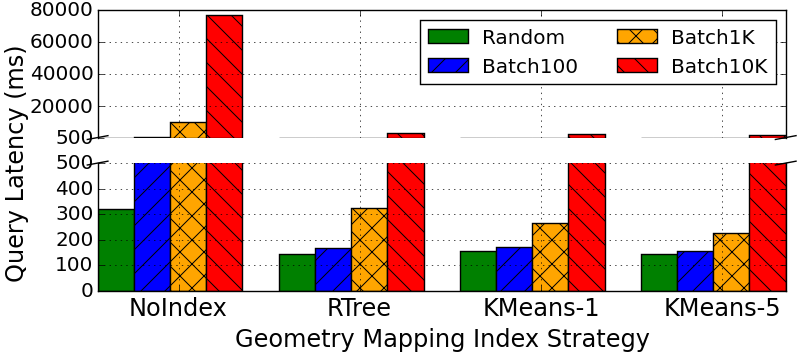 Query Latency (ms)
80000
60000
40000
20000
500
500
400
300
200
100
0
Random
Batch100
Batch1K
Batch10K
NoIndex
RTree
KMeans-1
KMeans-5
Geometry Mapping Index Strategy